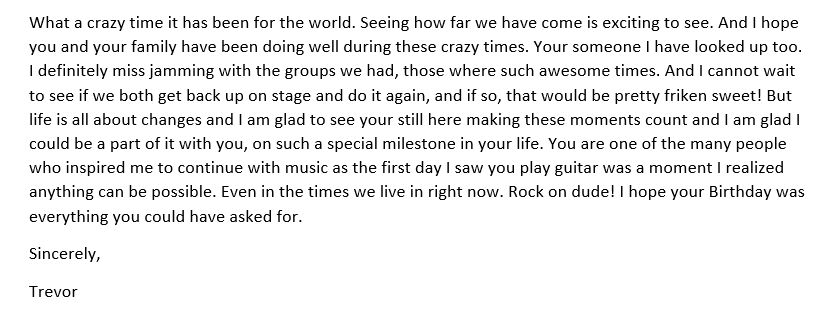 What a crazy time it has been for the world. Seeing how far we have come is exciting to see. And I hope
you and your family have been doing well during these crazy times. Your someone I have looked up too.
I definitely miss jamming with the groups we had, those where such awesome times. And I cannot wait
to see if we both get back up on stage and do it again, and if so, that would be pretty friken sweet! But
life is all about changes and I am glad to see your still here making these moments count and I am glad I
could be a part of it with you, on such a special milestone in your life. You are one of the many people
who inspired me to continue with music as the first day I saw you play guitar was a moment I realized
anything can be possible. Even in the times we live in right now. Rock on dude! I hope your Birthday was
everything you could have asked for.
Sincerely,
Trevor